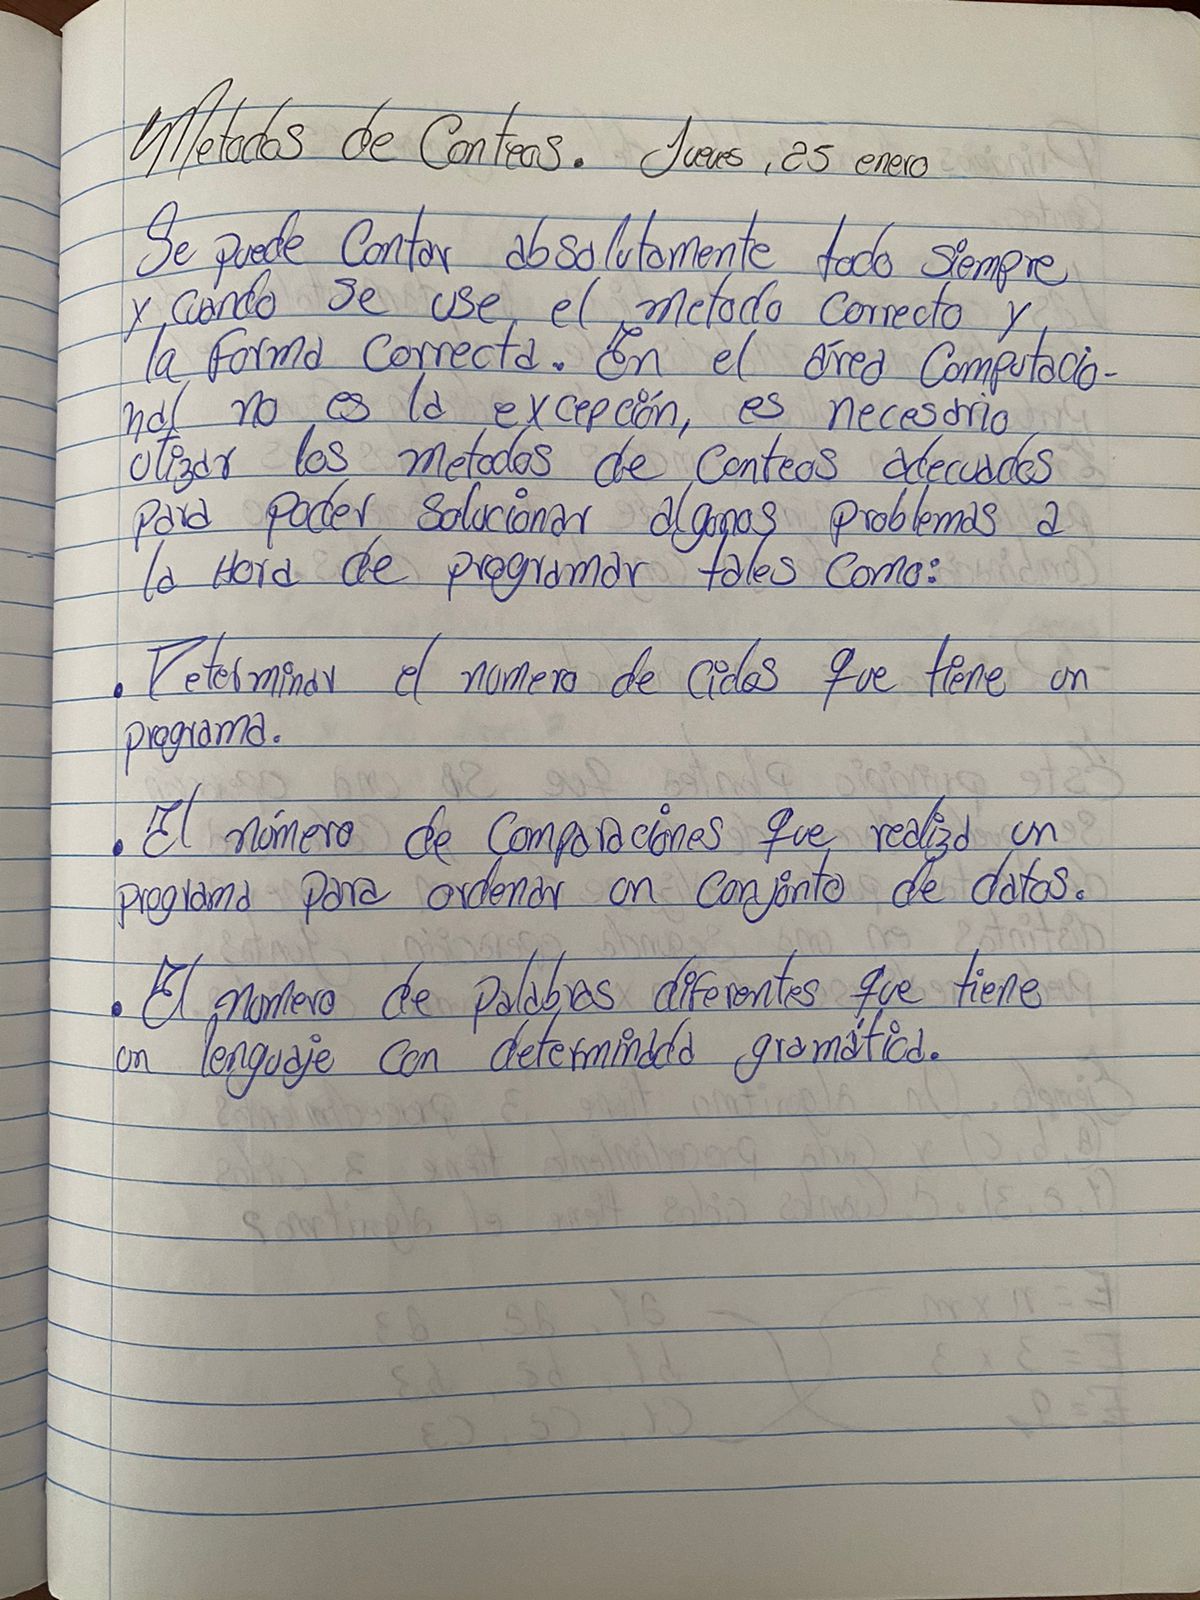 Metodos de Conteos. Jueves, 25 enero
Se puede Contar absolutamente todo siempre
y cuando se use el metodo correcto y
la forma correcta. En el área Computacio-
nal no es la excepción, es necesario
utizar los metodos de Conteos adecuados
para poder solucionar algunos problemas a
la Hora de programar tales Como:
. Determinar el numero de ciclos que tiene un
programa.
. El número de Comparaciones que realiza un
programa para ordenar un Conjunto de datos.
. El numero de palabras diferentes que tiene
un lenguaje con determinada gramática.